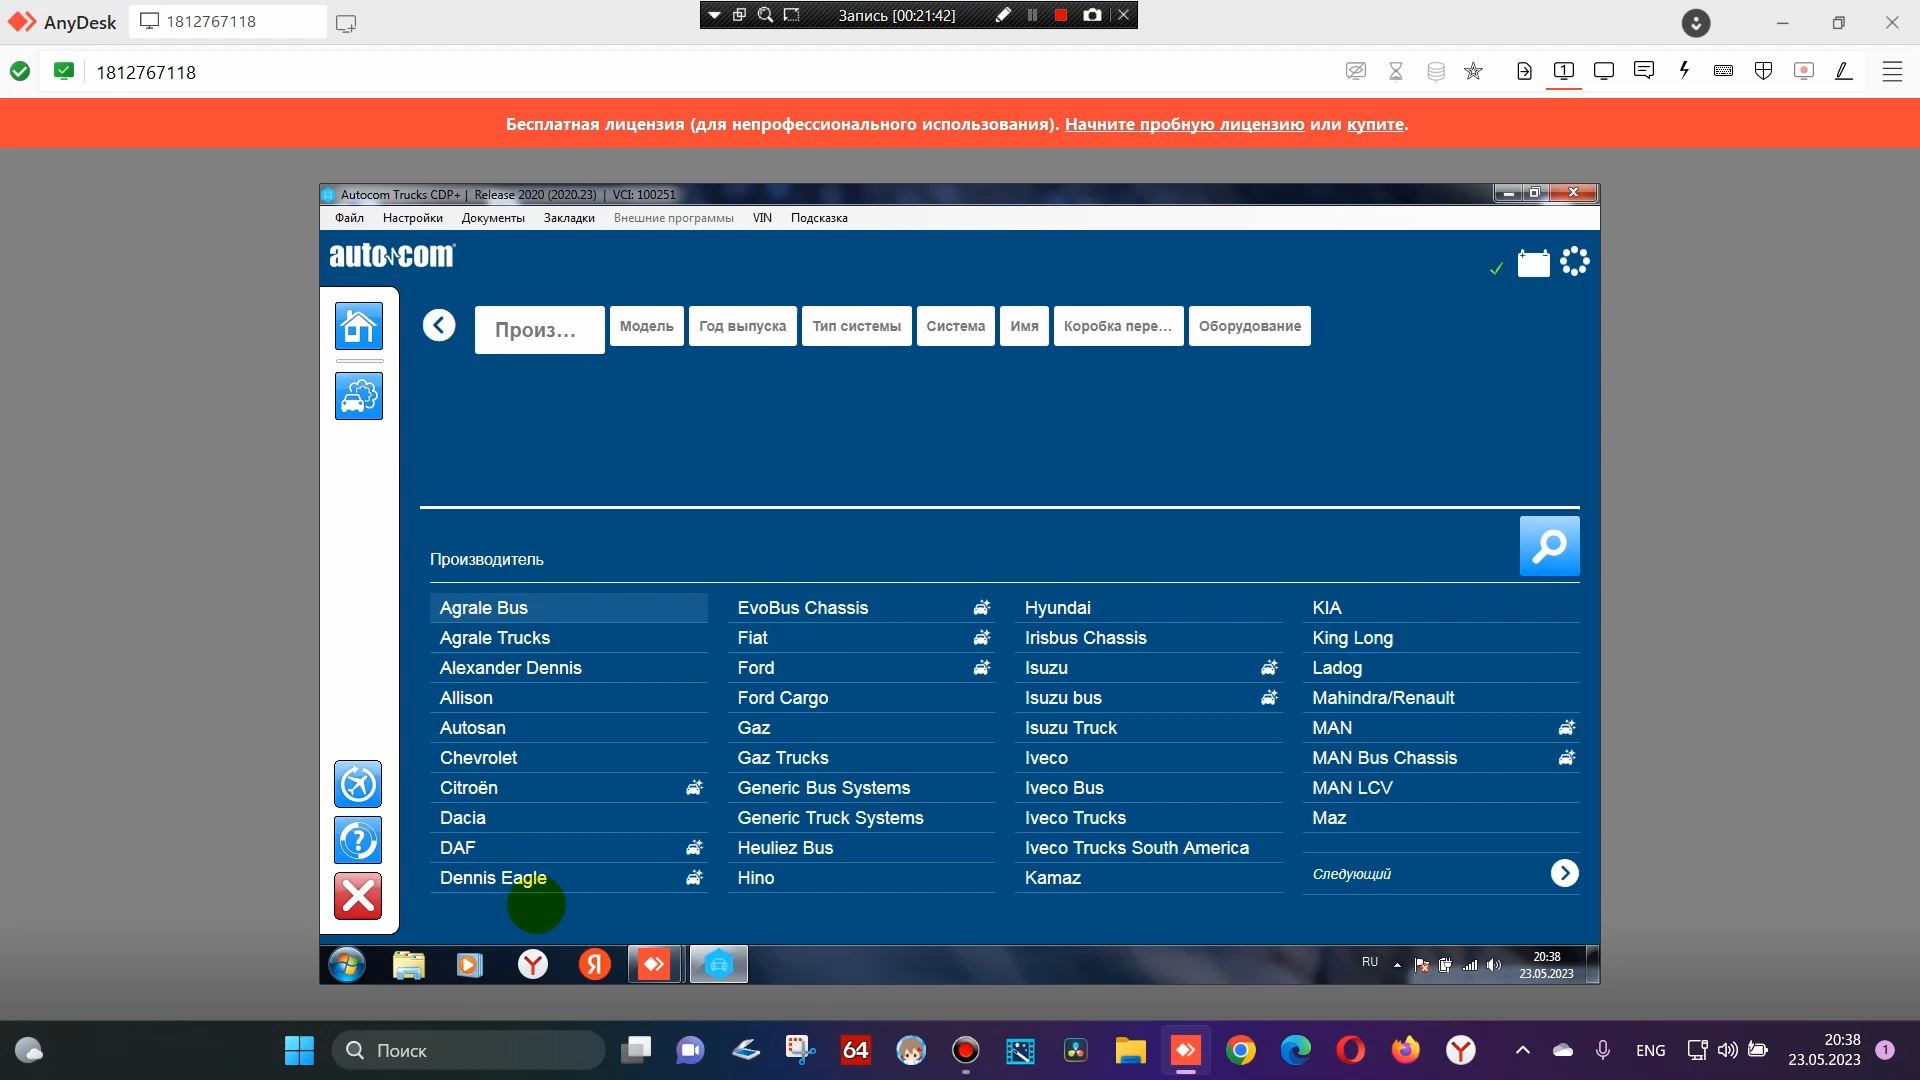 AnyDesk
1812767118
Запись [00:21:42]
1812767118
Бесплатная лицензия (для непрофессионального использования). Начните пробную лицензию или купите.
Autocom Trucks CDP+ | Release 2020 (2020.23) | VCI: 100251
Файл Настройки Документы Закладки Внешние программы VIN Подсказка
autocom
Произ... Модель Год выпуска Тип системы Система Имя Коробка пере... Оборудование
Производитель
Agrale Bus EvoBus Chassis Hyundai KIA
Agrale Trucks Fiat Irisbus Chassis King Long
Alexander Dennis Ford Isuzu Ladog
Allison Ford Cargo Isuzu bus Mahindra/Renault
Autosan Gaz Isuzu Truck MAN
Chevrolet Gaz Trucks Iveco MAN Bus Chassis
Citroën Generic Bus Systems Iveco Bus MAN LCV
Dacia Generic Truck Systems Iveco Trucks Maz
DAF Heuliez Bus Iveco Trucks South America Следующий
Dennis Eagle Hino Kamaz
RU 20:38
23.05.2023
Поиск 64 ENG 20:38
23.05.2023 1